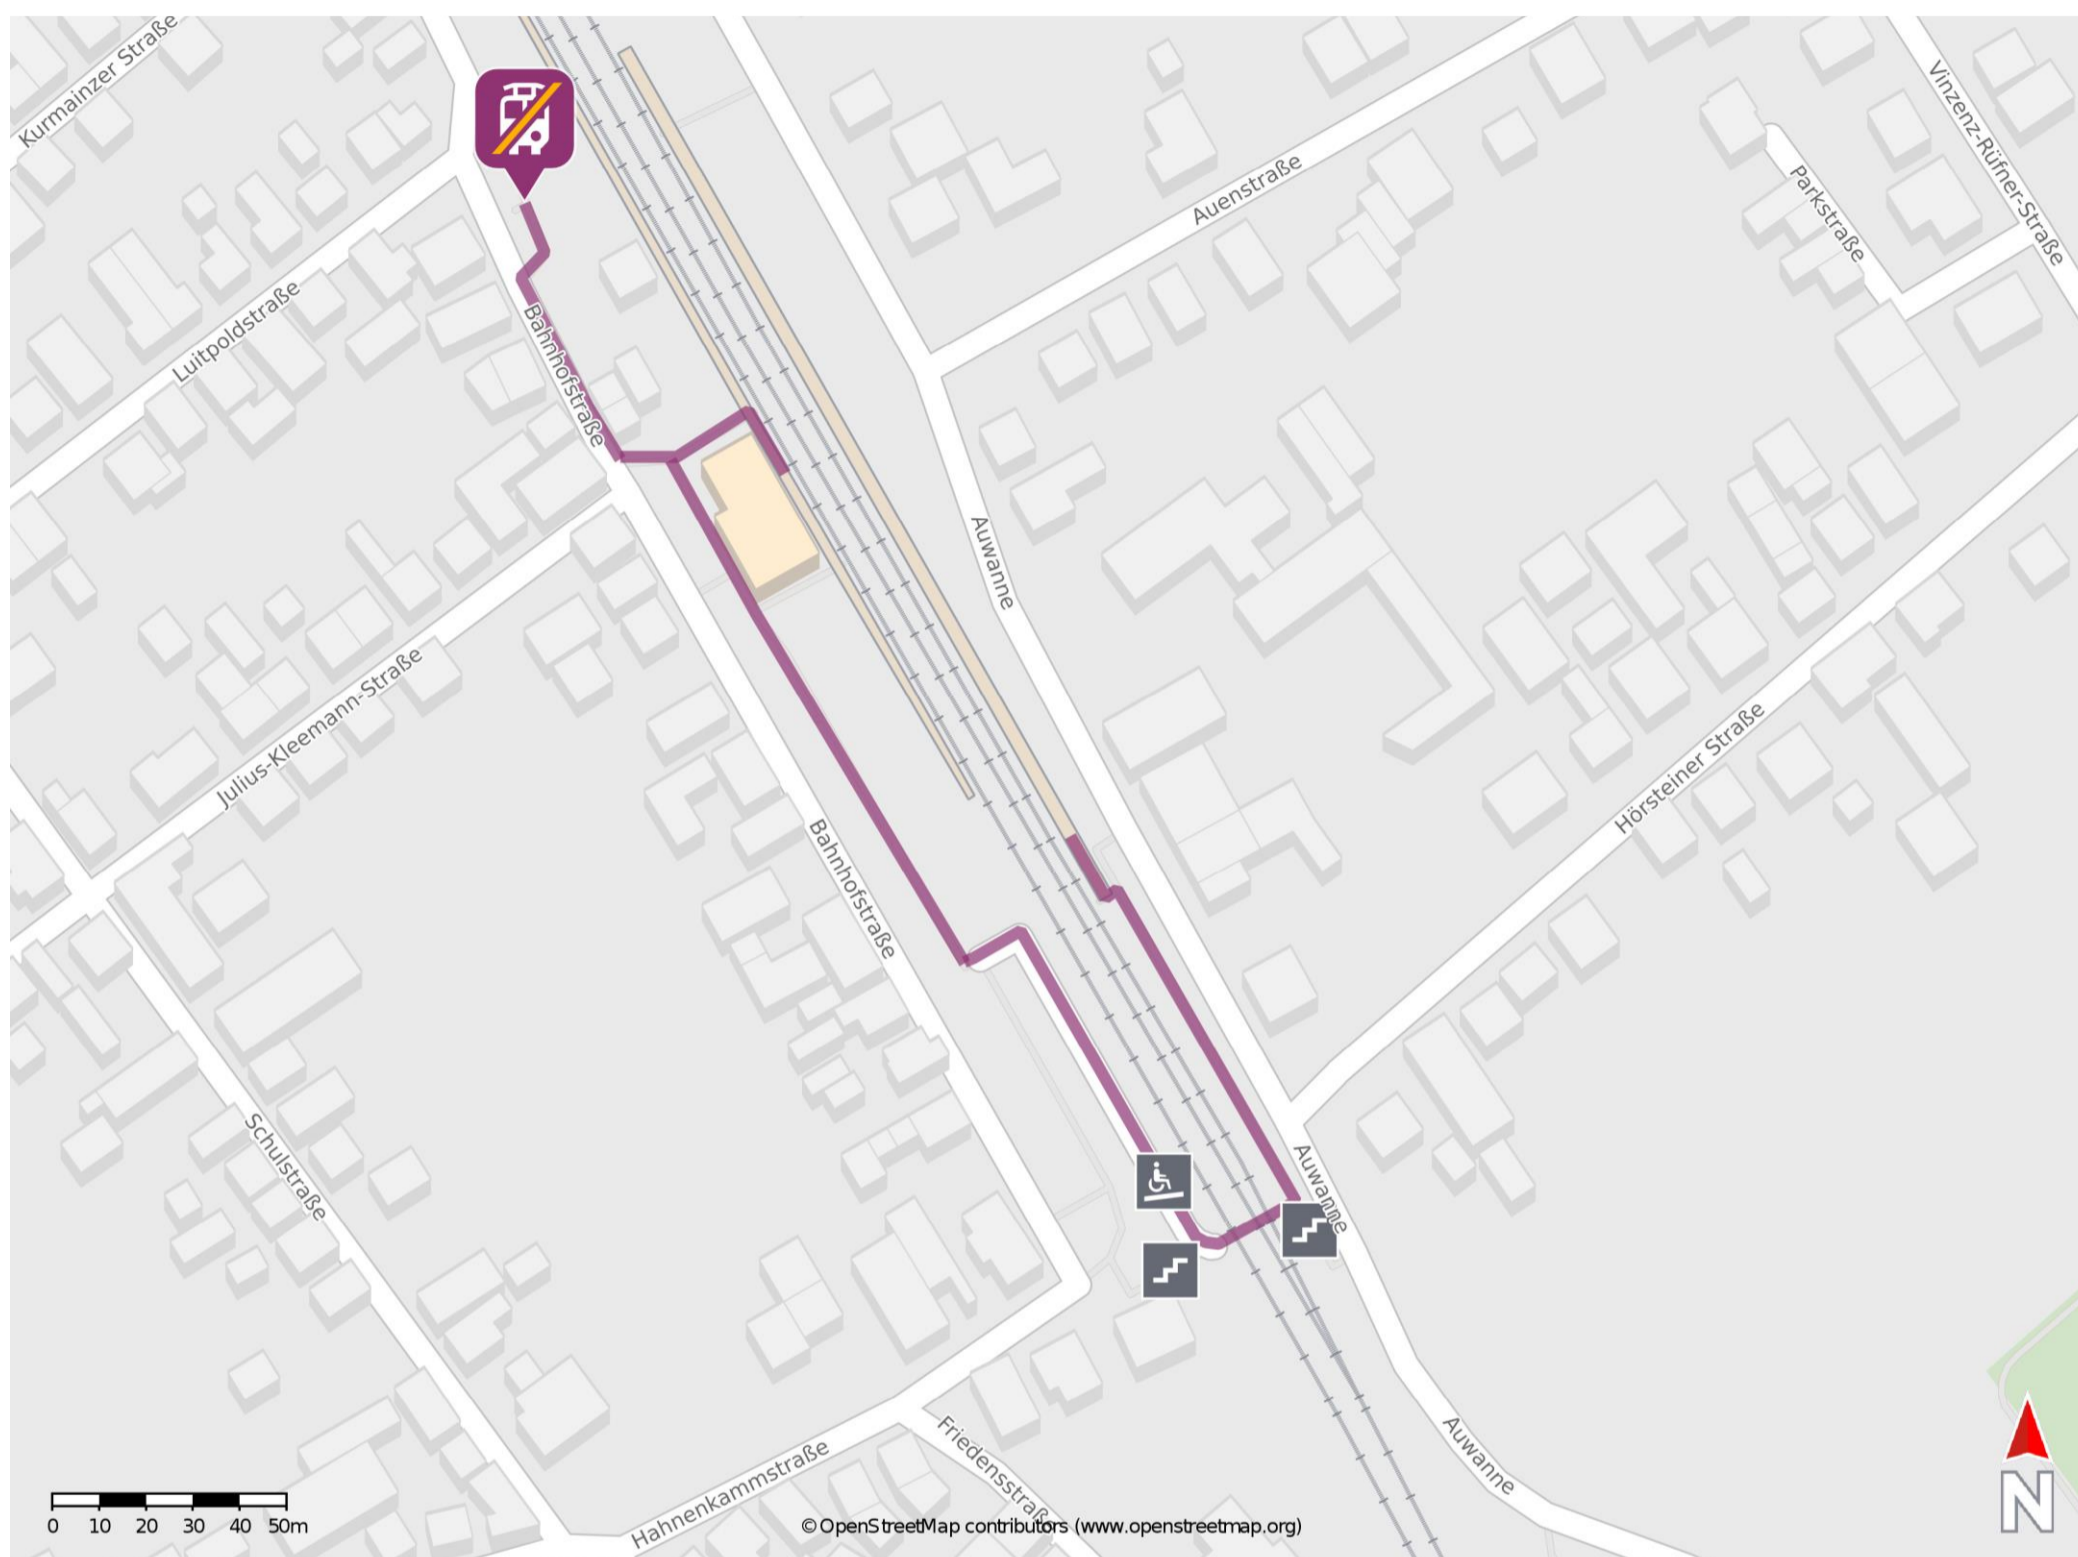 Kurmainzer Straße
Vinzenz-Rüfner-Straße
Auenstraße
Parkstraße
Luitpoldstraße
Bahnhofstraße
Auwanne
Julius-Kleemann-Straße
Hörsteiner Straße
Bahnhofstraße
Schulstraße
Auwanne
Auwanne
Friedensstraße
Hahnenkammstraße
0 10 20 30 40 50m
© OpenStreetMap contributors (www.openstreetmap.org)
N